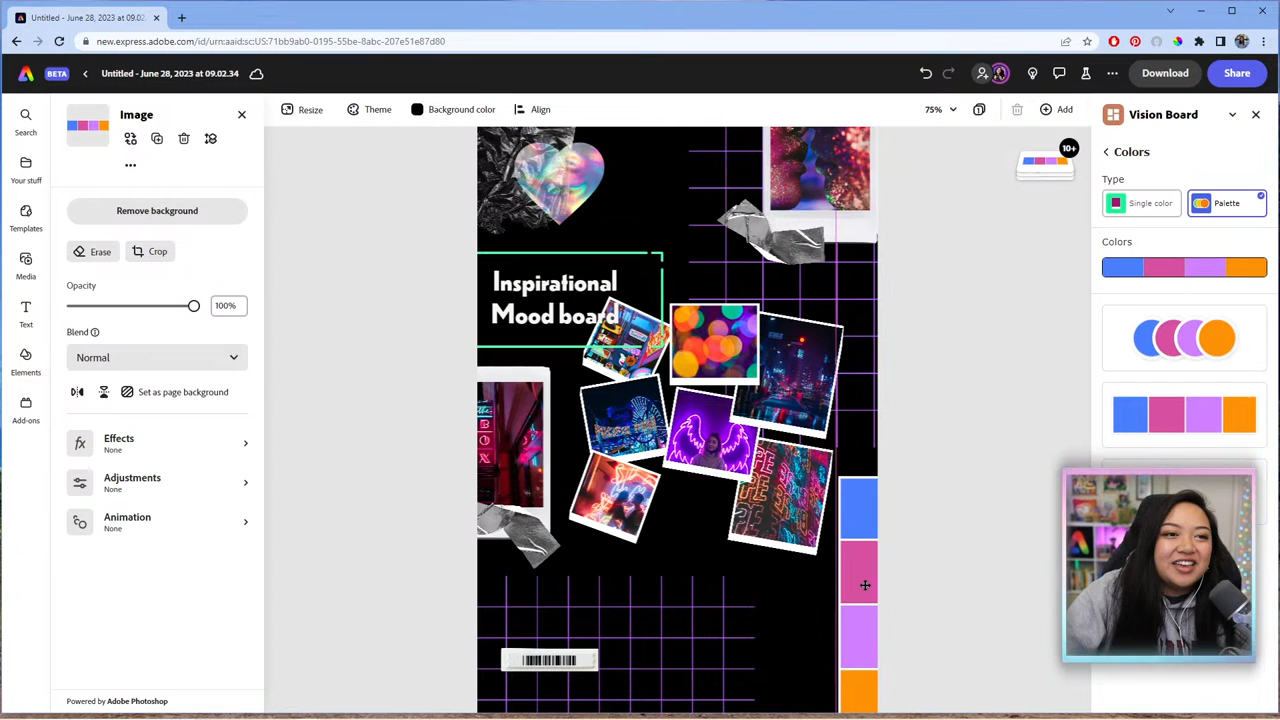 Untitled - June 28, 2023 at 09.02.
new.express.adobe.com/id/urn:aaid:sc:US:71bb9ab0-0195-55be-8abc-207e51e87d80
BETA
Untitled - June 28, 2023 at 09.02.34
Download
Share
Search
Your stuff
Templates
Media
Text
Elements
Add-ons
Image
Remove background
Erase
Crop
Opacity
100%
Blend
Normal
Set as page background
Effects
None
Adjustments
None
Animation
None
Powered by Adobe Photoshop
Resize
Theme
Background color
Align
75%
Add
10+
Inspirational
Mood board
Vision Board
Colors
Type
Single color
Palette
Colors